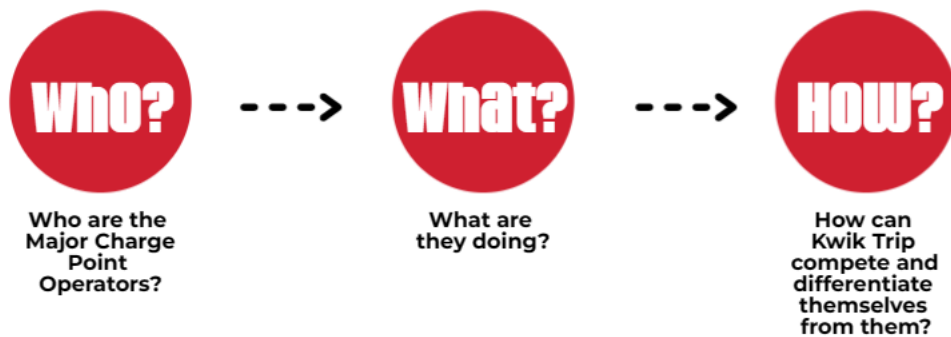 Who?
What?
HOW?
Who are the
Major Charge
Point
Operators?
What are
they doing?
How can
Kwik Trip
compete and
differentiate
themselves
from them?